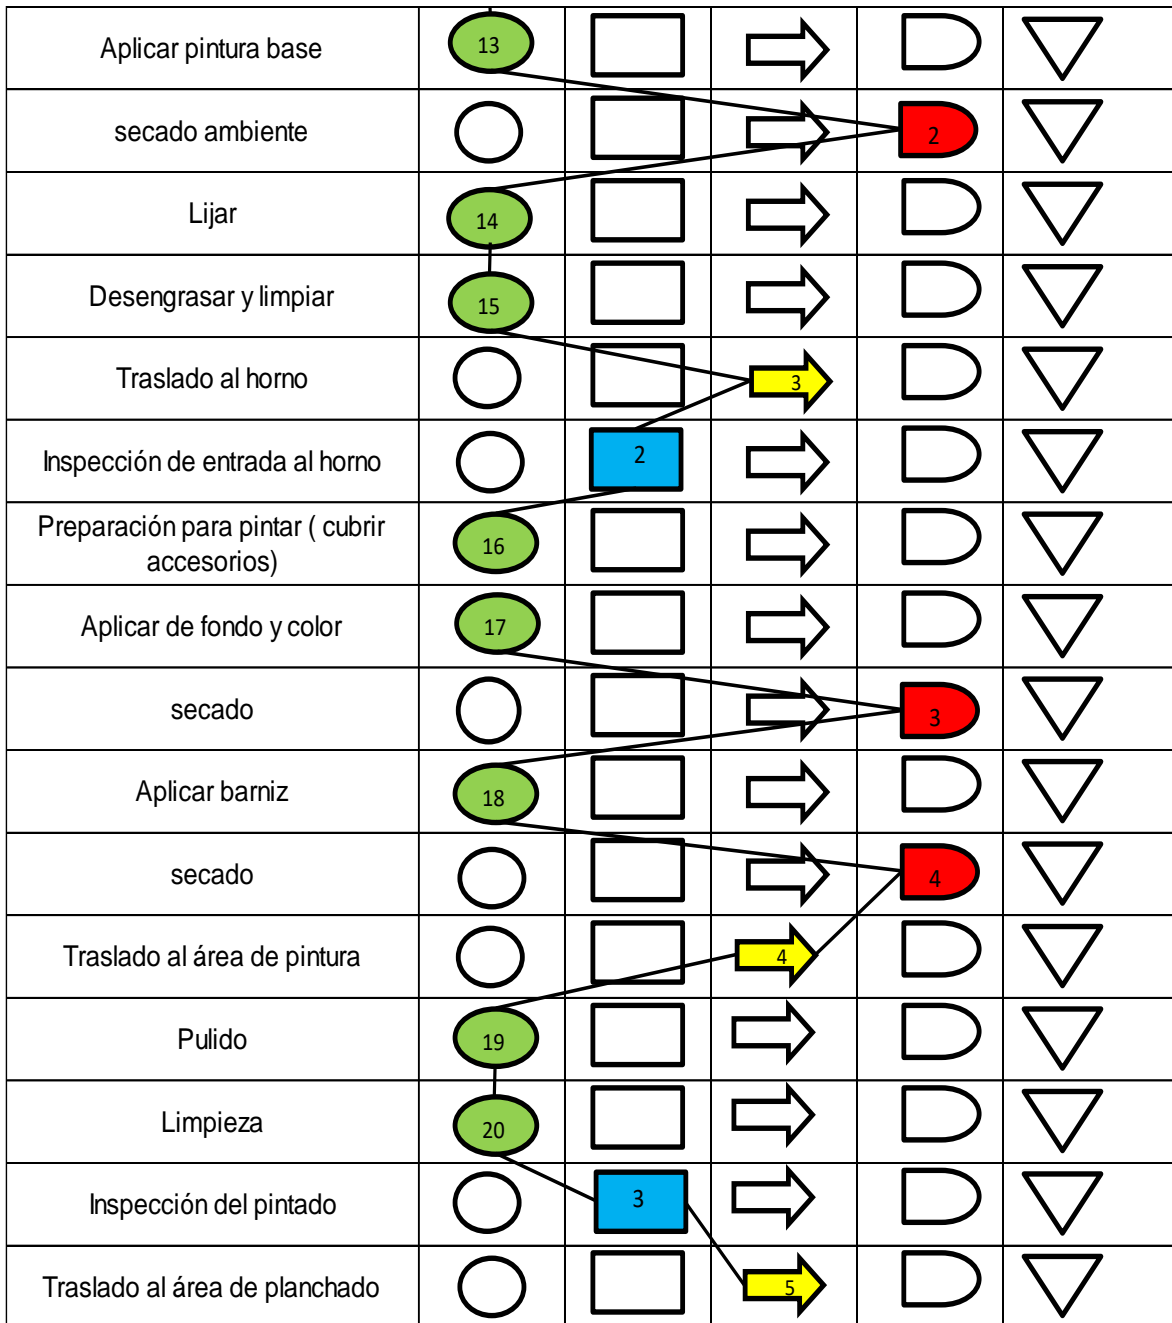 Aplicar pintura base 13
secado ambiente 2
Lijar 14
Desengrasar y limpiar 15
Traslado al horno 3
Inspección de entrada al horno 2
Preparación para pintar ( cubrir
accesorios) 16
Aplicar de fondo y color 17
secado 3
Aplicar barniz 18
secado 4
Traslado al área de pintura 4
Pulido 19
Limpieza 20
Inspección del pintado 3
Traslado al área de planchado 5